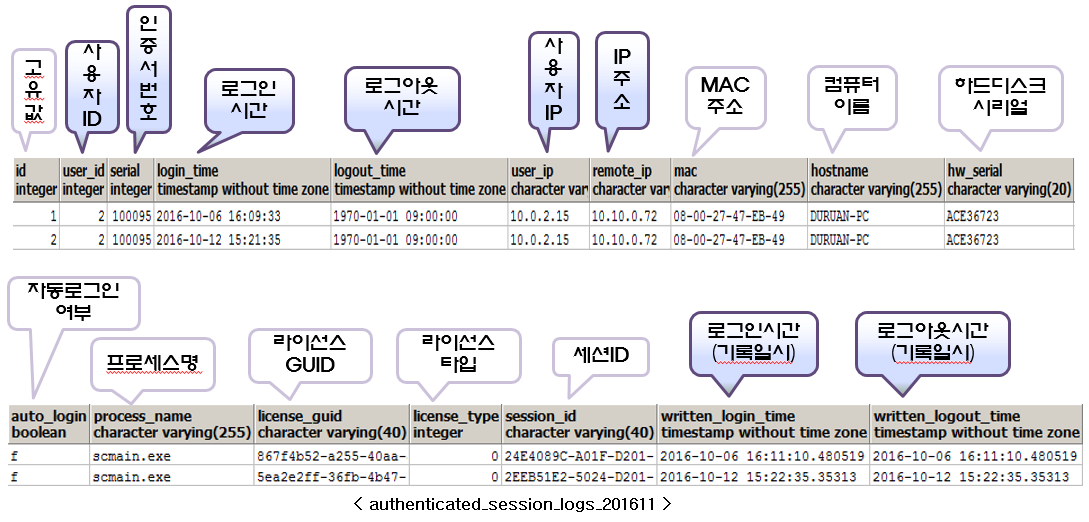 고유값
사용자ID
인증서번호
로그인
시간
로그아웃
시간
사용자IP
IP주소
MAC
주소
컴퓨터
이름
하드디스크
시리얼
id user_id serial login_time logout_time user_ip remote_ip mac hostname hw_serial
integer integer integer timestamp without time zone timestamp without time zone character var character var character varying(255) character varying(255) character varying(20)
1 2 100095 2016-10-06 16:09:33 1970-01-01 09:00:00 10.0.2.15 10.10.0.72 08-00-27-47-EB-49 DURUAN-PC ACE36723
2 2 100095 2016-10-12 15:21:35 1970-01-01 09:00:00 10.0.2.15 10.10.0.72 08-00-27-47-EB-49 DURUAN-PC ACE36723
자동로그인
여부
프로세스명
라이선스
GUID
라이선스
타입
세션ID
로그인시간
(기록일시)
로그아웃시간
(기록일시)
auto_login process_name license_guid license_type session_id written_login_time written_logout_time
boolean character varying(255) character varying(40) integer character varying(40) timestamp without time zone timestamp without time zone
f scmain.exe 867f4b52-a255-40aa- 0 24E4089C-A01F-D201- 2016-10-06 16:11:10.480519 2016-10-06 16:11:10.480519
f scmain.exe 5ea2e2ff-36fb-4b47- 0 2EEB51E2-5024-D201- 2016-10-12 15:22:35.35313 2016-10-12 15:22:35.35313
< authenticated_session_logs_201611 >